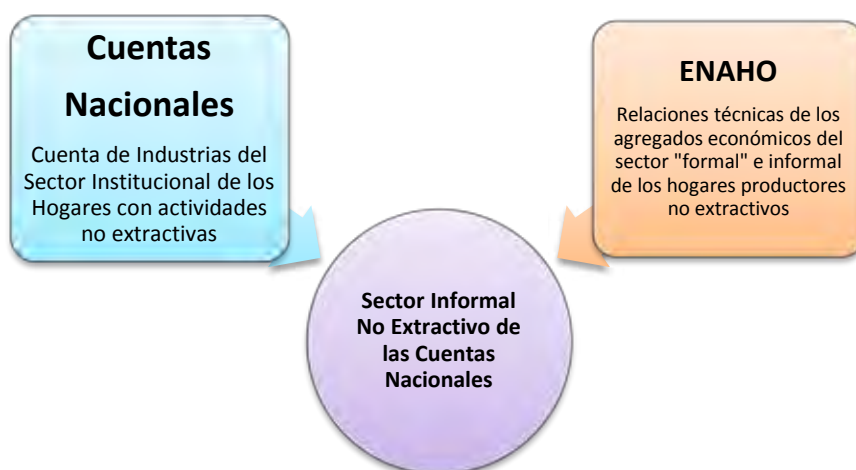 Cuentas
Nacionales
Cuenta de Industrias del
Sector Institucional de los
Hogares con actividades
no extractivas
ENAHO
Relaciones técnicas de los
agregados económicos del
sector "formal" e informal
de los hogares productores
no extractivos
Sector Informal
No Extractivo de
las Cuentas
Nacionales